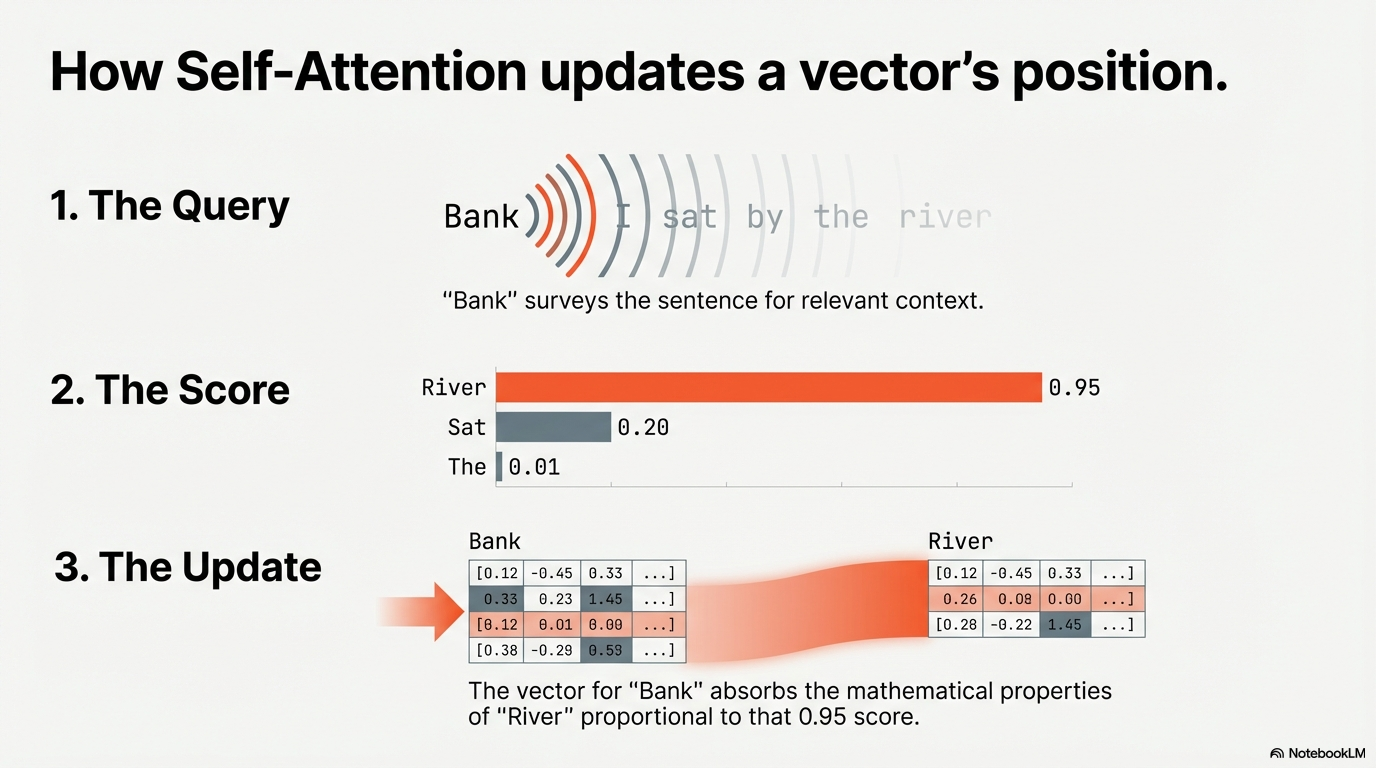 How Self-Attention updates a vector’s position.
1. The Query
Bank I sat by the river
“Bank” surveys the sentence for relevant context.
2. The Score
River 0.95
Sat 0.20
The 0.01
3. The Update
Bank
[0.12 -0.45 0.33 ...]
0.33 0.23 1.45 ...]
[0.12 0.01 0.00 ...]
[0.38 -0.29 0.59 ...]
River
[0.12 -0.45 0.33 ...]
0.26 0.08 0.00 ...]
[0.28 -0.22 1.45 ...]
The vector for “Bank” absorbs the mathematical properties
of “River” proportional to that 0.95 score.
NotebookLM